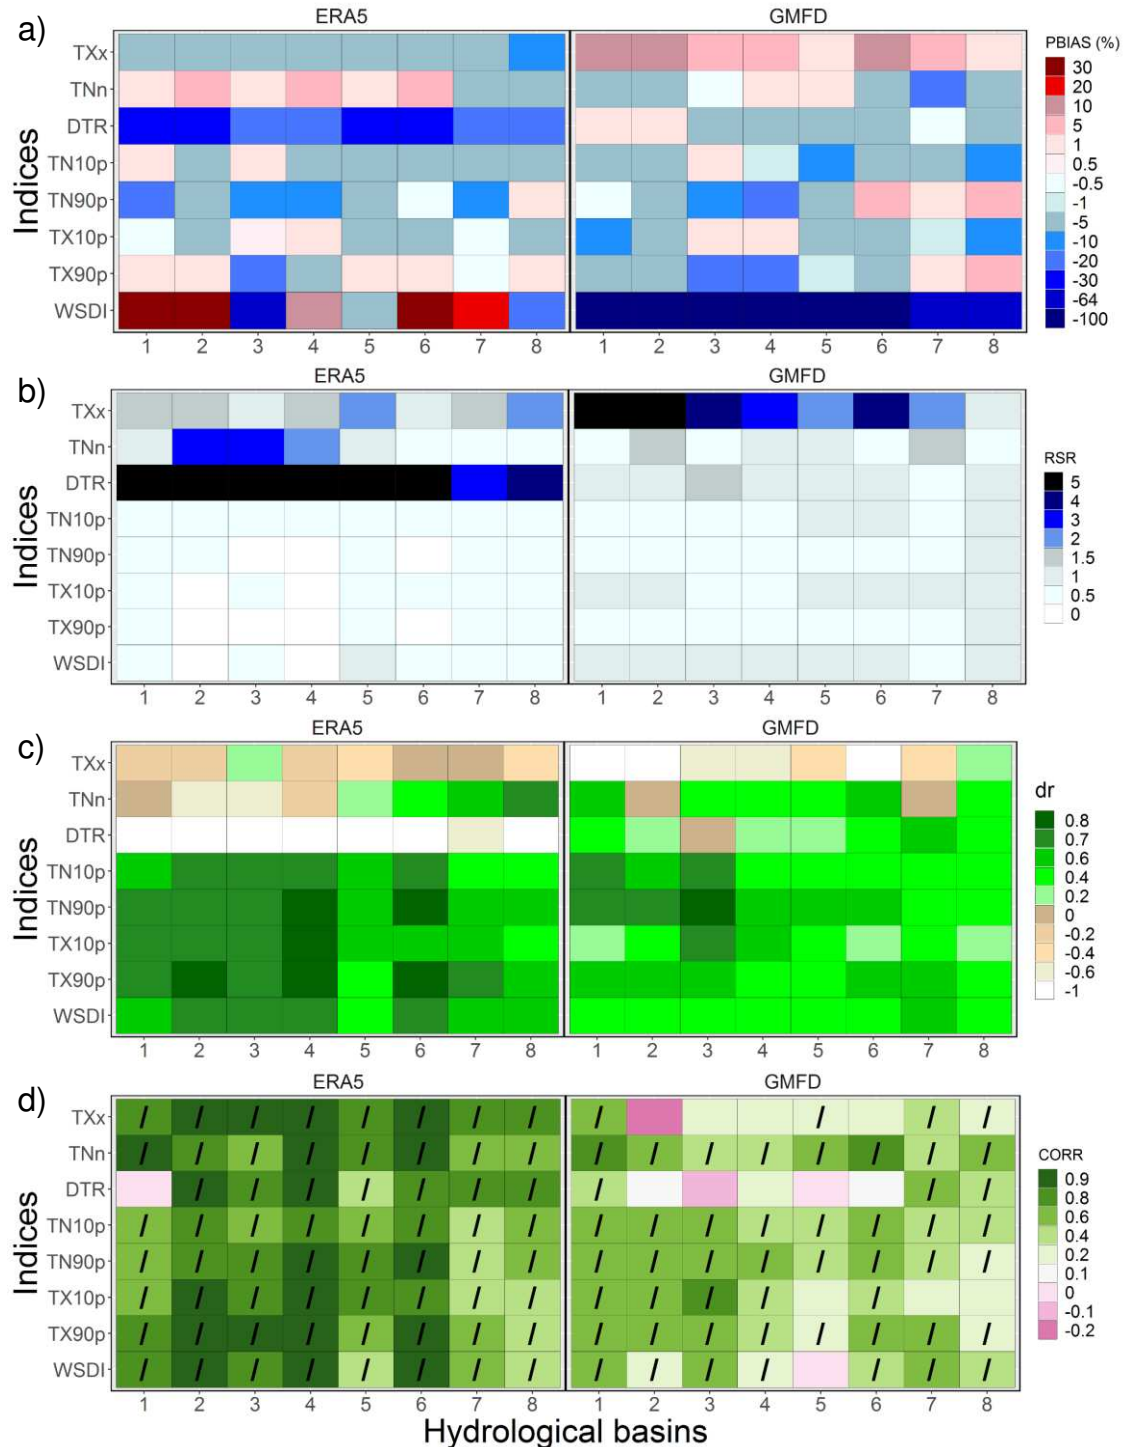 a)
ERA5 GMFD
Indices
TXx
TNn
DTR
TN10p
TN90p
TX10p
TX90p
WSDI
1 2 3 4 5 6 7 8 1 2 3 4 5 6 7 8
PBIAS (%)
30
20
10
5
1
0.5
-0.5
-1
-5
-10
-20
-30
-64
-100
b)
ERA5 GMFD
Indices
TXx
TNn
DTR
TN10p
TN90p
TX10p
TX90p
WSDI
1 2 3 4 5 6 7 8 1 2 3 4 5 6 7 8
RSR
5
4
3
2
1.5
1
0.5
0
c)
ERA5 GMFD
Indices
TXx
TNn
DTR
TN10p
TN90p
TX10p
TX90p
WSDI
1 2 3 4 5 6 7 8 1 2 3 4 5 6 7 8
dr
0.8
0.7
0.6
0.4
0.2
0
-0.2
-0.4
-0.6
-1
d)
ERA5 GMFD
Indices
TXx
TNn
DTR
TN10p
TN90p
TX10p
TX90p
WSDI
1 2 3 4 5 6 7 8 1 2 3 4 5 6 7 8
CORR
0.9
0.8
0.6
0.4
0.2
0.1
0
-0.1
-0.2
Hydrological basins